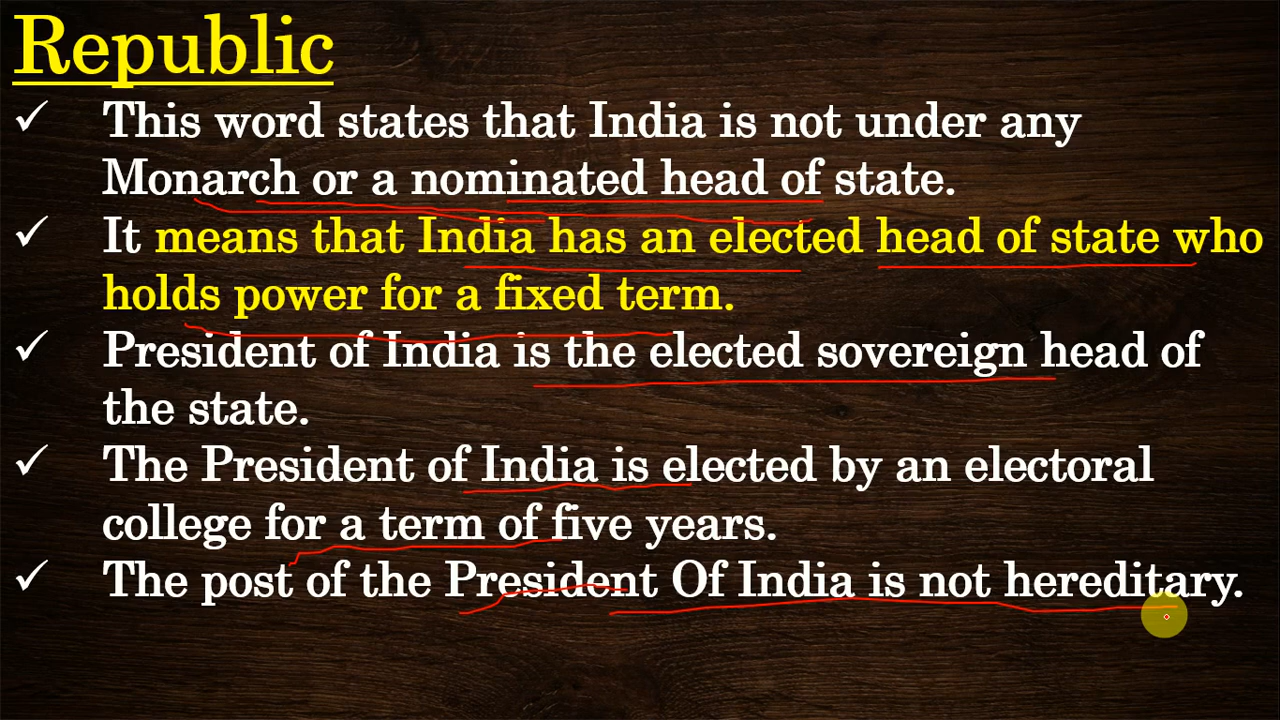 Republic
✓ This word states that India is not under any
Monarch or a nominated head of state.
✓ It means that India has an elected head of state who
holds power for a fixed term.
✓ President of India is the elected sovereign head of
the state.
✓ The President of India is elected by an electoral
college for a term of five years.
✓ The post of the President Of India is not hereditary.